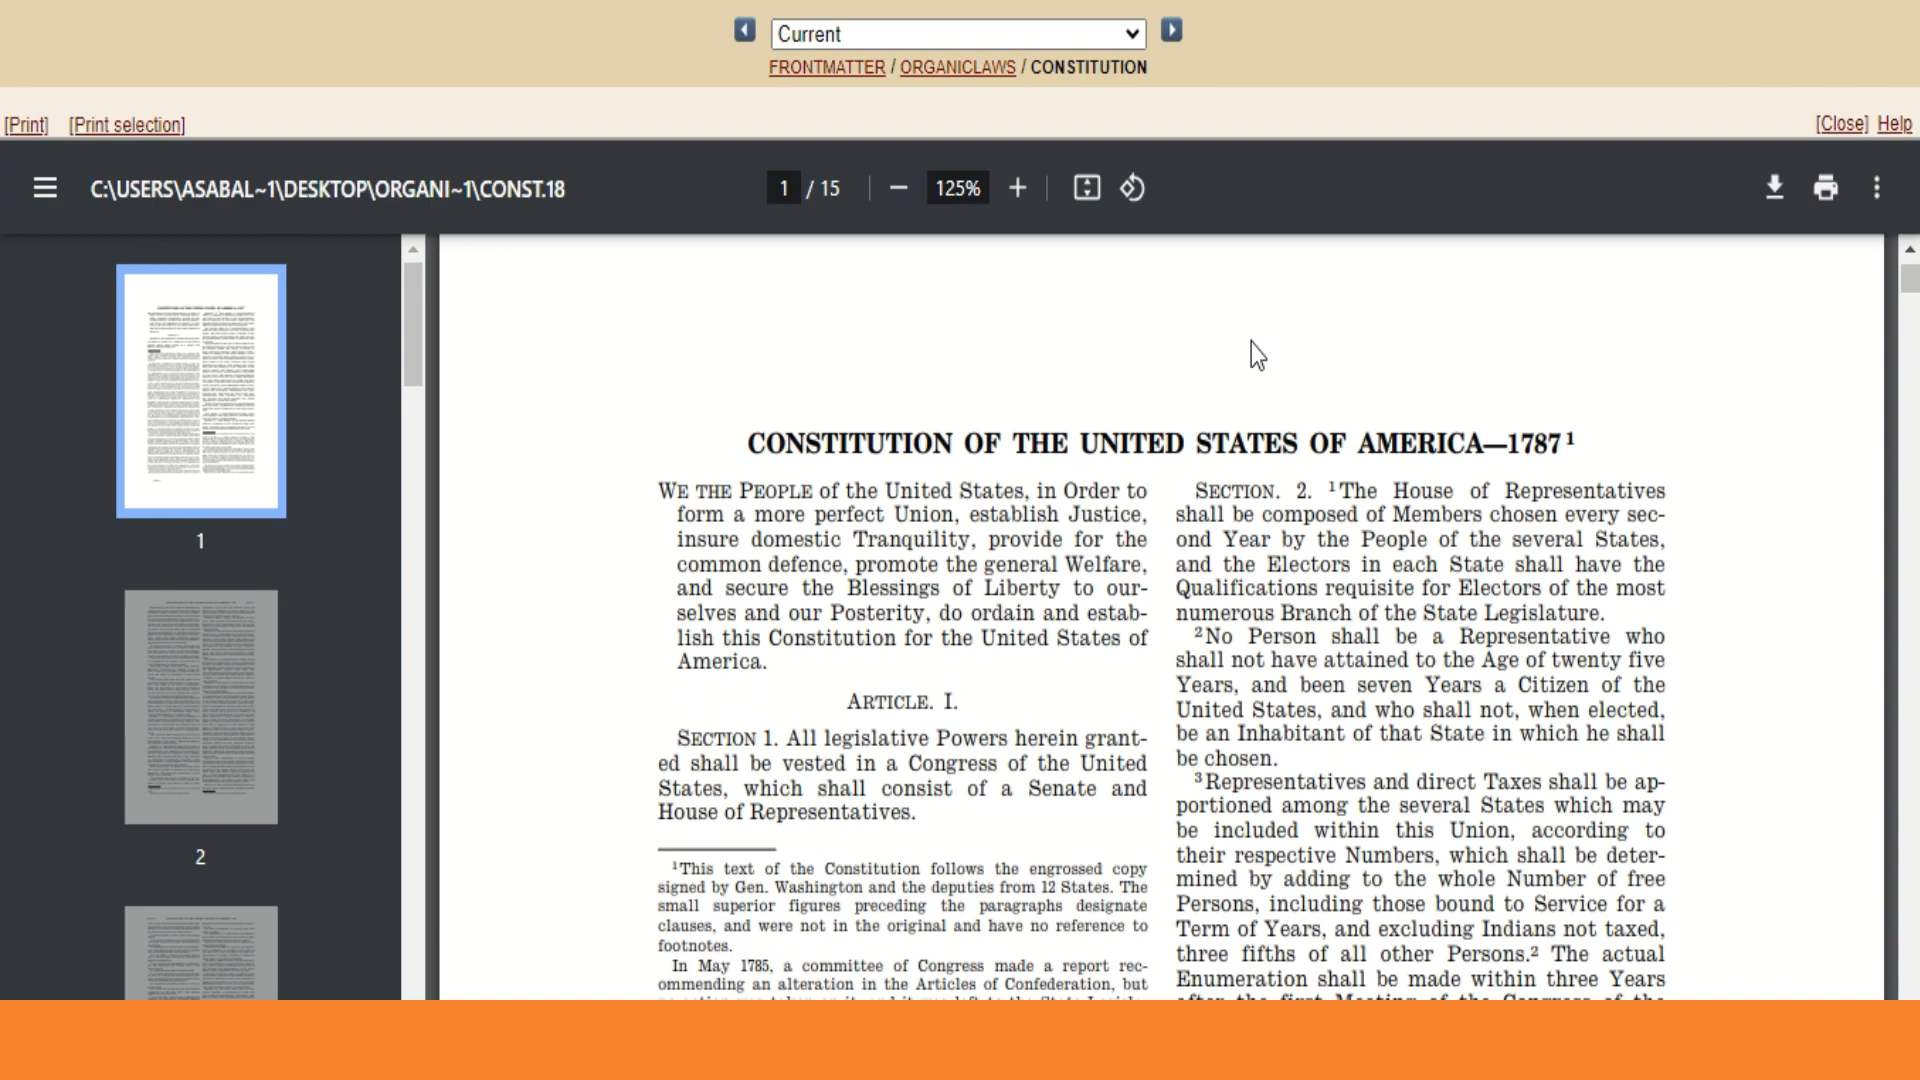 Current
FRONTMATTER / ORGANICLAWS / CONSTITUTION
[Print] [Print selection]
[Close] Help
C:\USERS\ASABAL~1\DESKTOP\ORGANI~1\CONST.18
1 / 15
125%
1
2
CONSTITUTION OF THE UNITED STATES OF AMERICA—1787 1
WE THE PEOPLE of the United States, in Order to
form a more perfect Union, establish Justice,
insure domestic Tranquility, provide for the
common defence, promote the general Welfare,
and secure the Blessings of Liberty to our-
selves and our Posterity, do ordain and estab-
lish this Constitution for the United States of
America.
ARTICLE. I.
SECTION 1. All legislative Powers herein grant-
ed shall be vested in a Congress of the United
States, which shall consist of a Senate and
House of Representatives.
1 This text of the Constitution follows the engrossed copy
signed by Gen. Washington and the deputies from 12 States. The
small superior figures preceding the paragraphs designate
clauses, and were not in the original and have no reference to
footnotes.
In May 1785, a committee of Congress made a report rec-
ommending an alteration in the Articles of Confederation, but
SECTION. 2. 1 The House of Representatives
shall be composed of Members chosen every sec-
ond Year by the People of the several States,
and the Electors in each State shall have the
Qualifications requisite for Electors of the most
numerous Branch of the State Legislature.
2 No Person shall be a Representative who
shall not have attained to the Age of twenty five
Years, and been seven Years a Citizen of the
United States, and who shall not, when elected,
be an Inhabitant of that State in which he shall
be chosen.
3 Representatives and direct Taxes shall be ap-
portioned among the several States which may
be included within this Union, according to
their respective Numbers, which shall be deter-
mined by adding to the whole Number of free
Persons, including those bound to Service for a
Term of Years, and excluding Indians not taxed,
three fifths of all other Persons.2 The actual
Enumeration shall be made within three Years